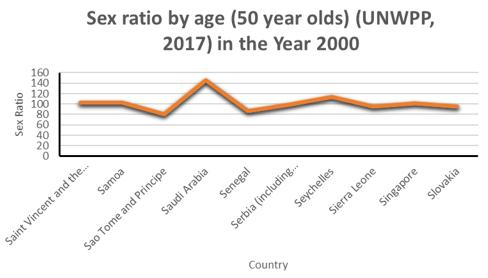 Sex ratio by age (50 year olds) (UNWPP,
2017) in the Year 2000
160
140
120
100
80
60
40
20
0
Sex Ratio
Saint Vincent and the...
Samoa
Sao Tome and Principe
Saudi Arabia
Senegal
Serbia (including...
Seychelles
Sierra Leone
Singapore
Slovakia
Country